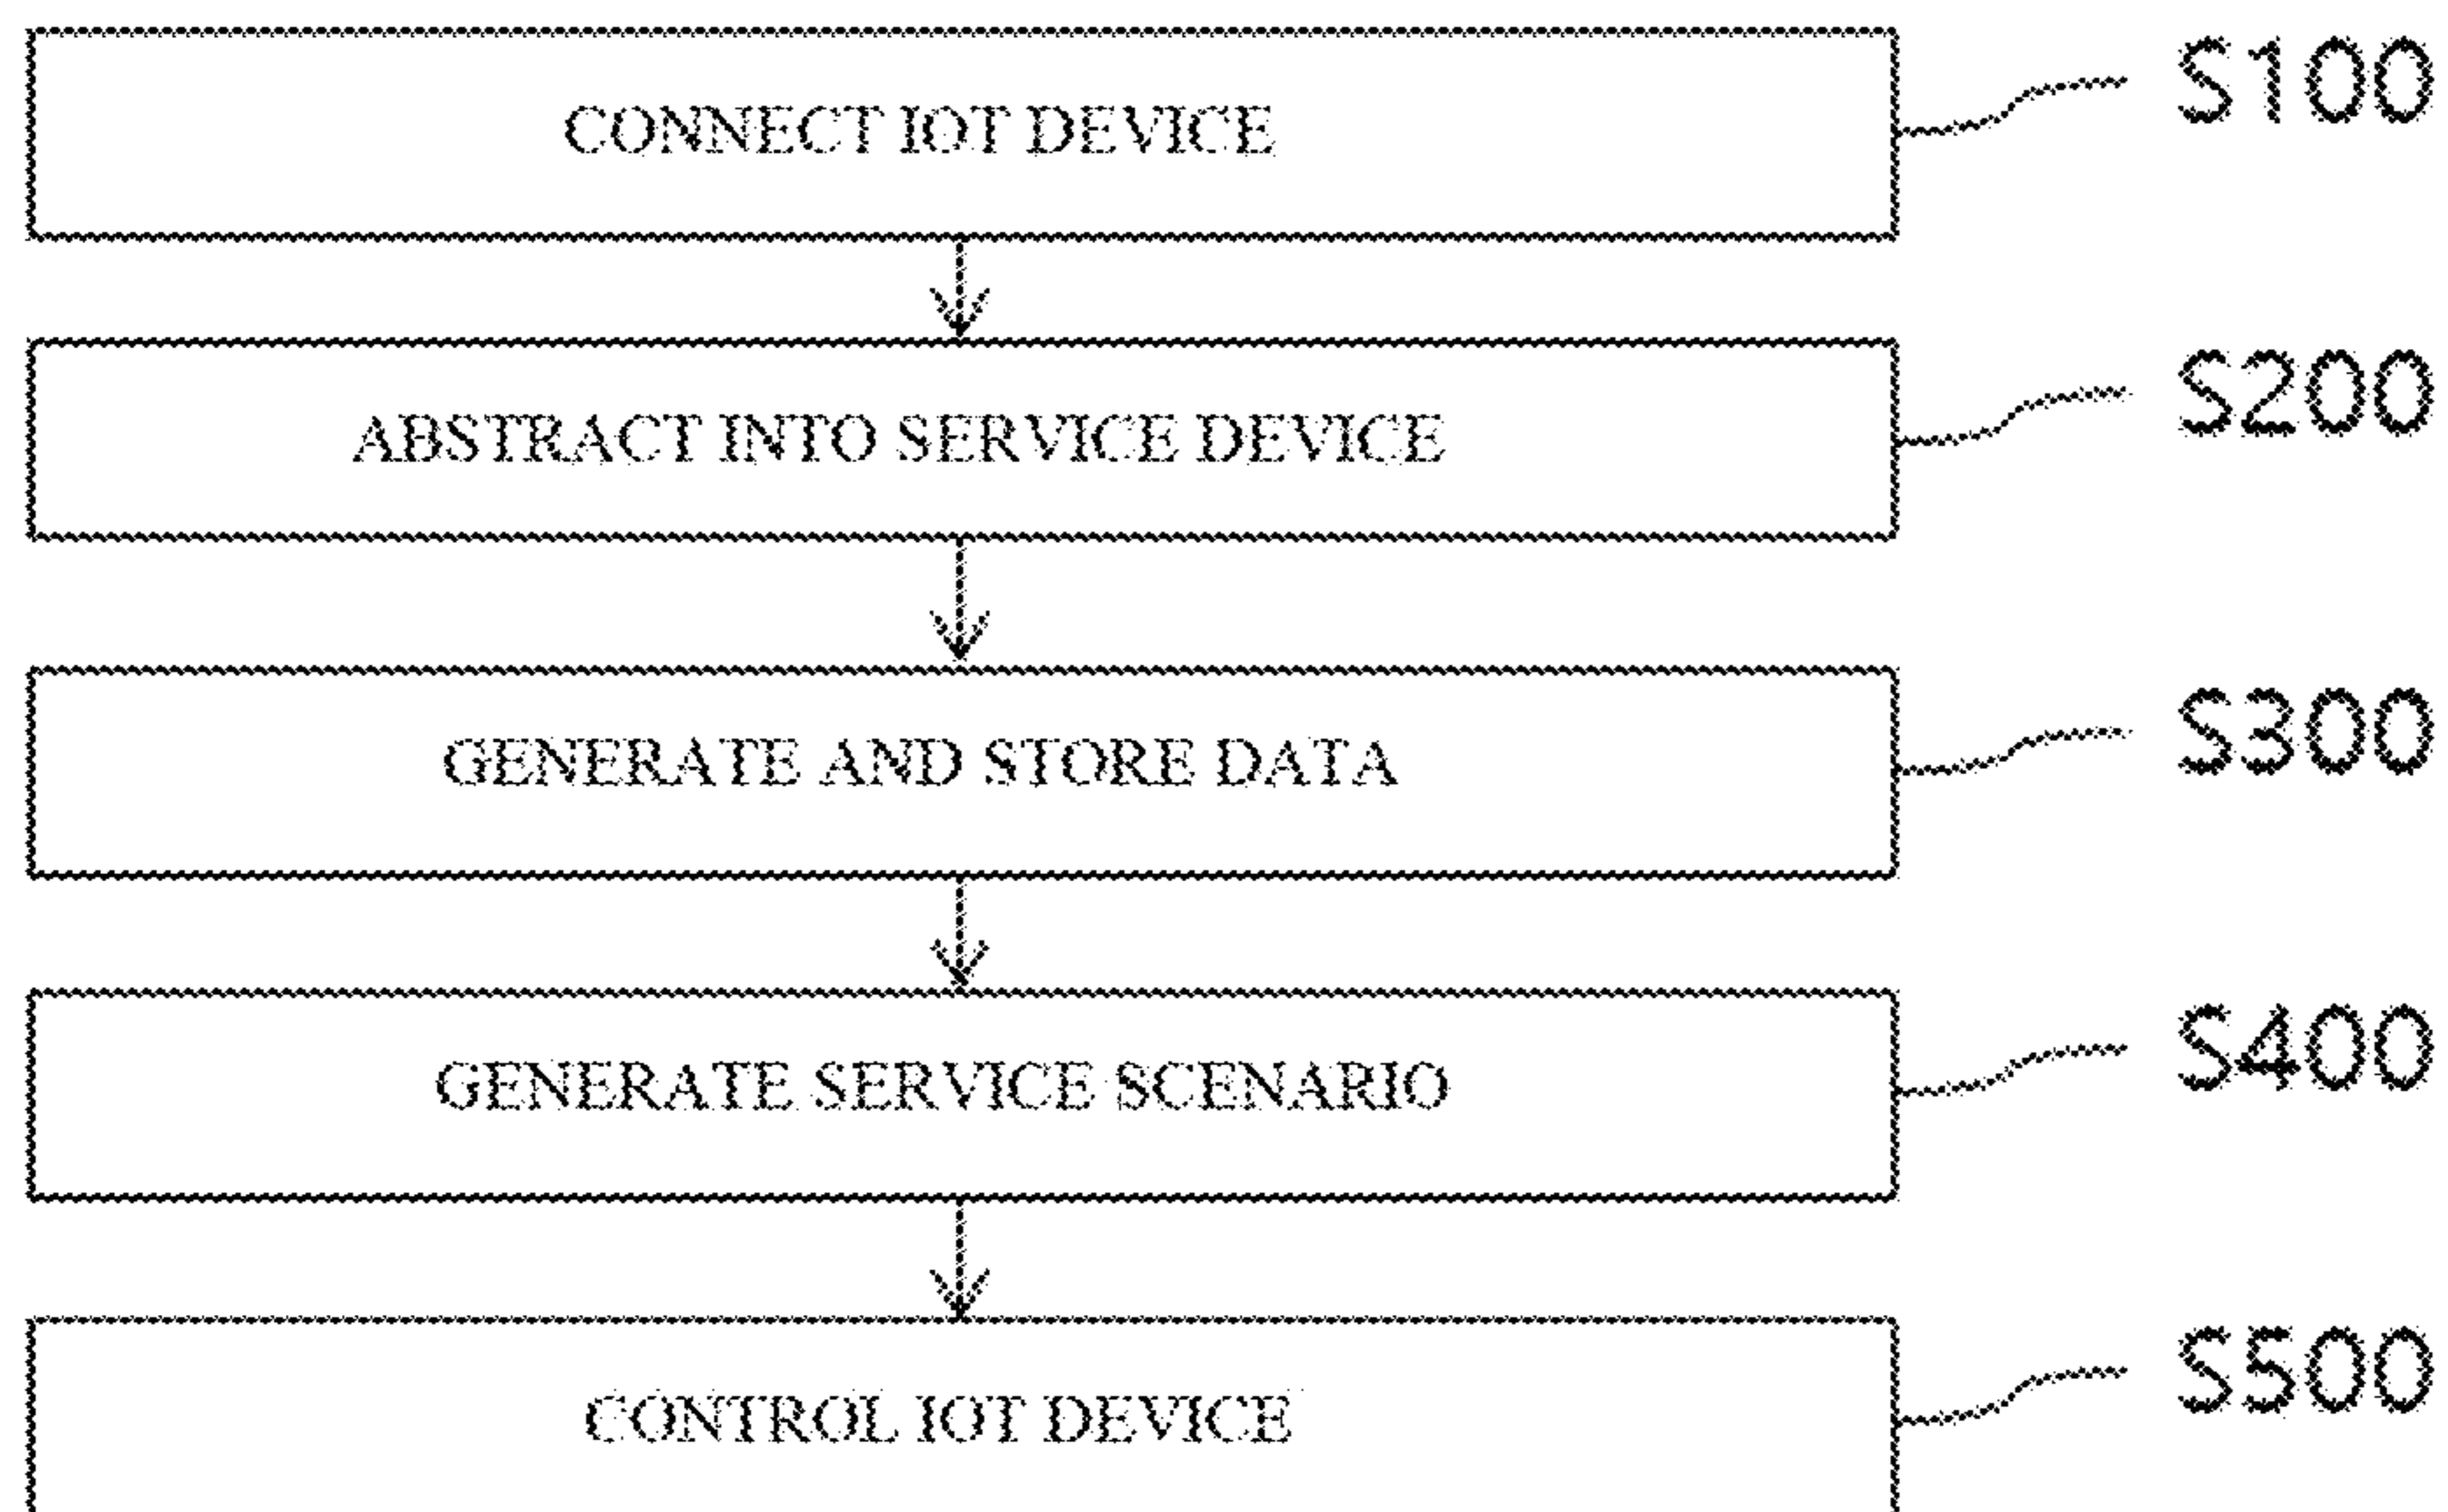 CONNECT IOT DEVICE S100
ABSTRACT INTO SERVICE DEVICE S200
GENERATE AND STORE DATA S300
GENERATE SERVICE SCENARIO S400
CONTROL IOT DEVICE S500